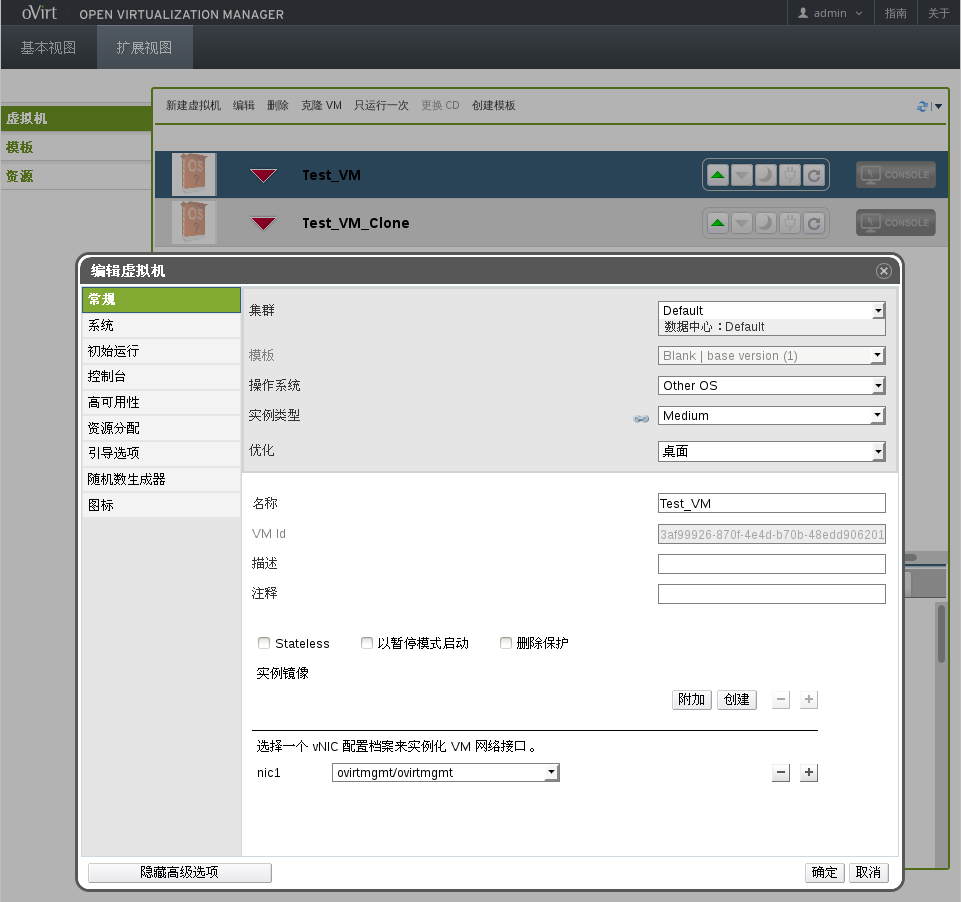 oVirt OPEN VIRTUALIZATION MANAGER admin 指南 关于
基本视图 扩展视图
新建虚拟机 编辑 删除 克隆 VM 只运行一次 更换 CD 创建模板
虚拟机
模板
资源
OS ? Test_VM CONSOLE
OS ? Test_VM_Clone CONSOLE
编辑虚拟机
常规
系统
初始运行
控制台
高可用性
资源分配
引导选项
随机数生成器
图标
集群 Default
数据中心：Default
模板 Blank | base version (1)
操作系统 Other OS
实例类型 Medium
优化 桌面
名称 Test_VM
VM Id 3af99926-870f-4e4d-b70b-48edd906201
描述
注释
Stateless 以暂停模式启动 删除保护
实例镜像
附加 创建 − +
选择一个 vNIC 配置档案来实例化 VM 网络接口。
nic1 ovirtmgmt/ovirtmgmt − +
隐藏高级选项 确定 取消